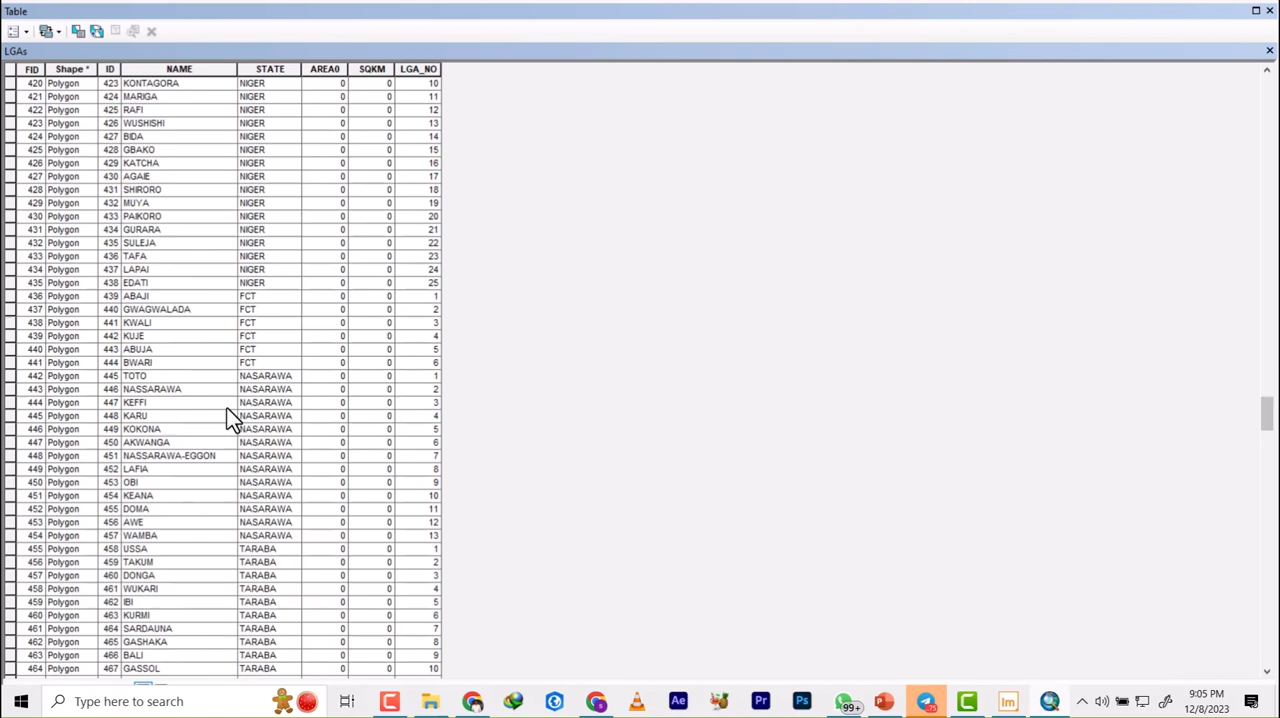 Table
LGAs
FID Shape * ID NAME STATE AREA0 SQKM LGA_NO
420 Polygon 423 KONTAGORA NIGER 0 0 10
421 Polygon 424 MARIGA NIGER 0 0 11
422 Polygon 425 RAFI NIGER 0 0 12
423 Polygon 426 WUSHISHI NIGER 0 0 13
424 Polygon 427 BIDA NIGER 0 0 14
425 Polygon 428 GBAKO NIGER 0 0 15
426 Polygon 429 KATCHA NIGER 0 0 16
427 Polygon 430 AGAIE NIGER 0 0 17
428 Polygon 431 SHIRORO NIGER 0 0 18
429 Polygon 432 MUYA NIGER 0 0 19
430 Polygon 433 PAIKORO NIGER 0 0 20
431 Polygon 434 GURARA NIGER 0 0 21
432 Polygon 435 SULEJA NIGER 0 0 22
433 Polygon 436 TAFA NIGER 0 0 23
434 Polygon 437 LAPAI NIGER 0 0 24
435 Polygon 438 EDATI NIGER 0 0 25
436 Polygon 439 ABAJI FCT 0 0 1
437 Polygon 440 GWAGWALADA FCT 0 0 2
438 Polygon 441 KWALI FCT 0 0 3
439 Polygon 442 KUJE FCT 0 0 4
440 Polygon 443 ABUJA FCT 0 0 5
441 Polygon 444 BWARI FCT 0 0 6
442 Polygon 445 TOTO NASARAWA 0 0 1
443 Polygon 446 NASSARAWA NASARAWA 0 0 2
444 Polygon 447 KEFFI NASARAWA 0 0 3
445 Polygon 448 KARU NASARAWA 0 0 4
446 Polygon 449 KOKONA NASARAWA 0 0 5
447 Polygon 450 AKWANGA NASARAWA 0 0 6
448 Polygon 451 NASSARAWA-EGGON NASARAWA 0 0 7
449 Polygon 452 LAFIA NASARAWA 0 0 8
450 Polygon 453 OBI NASARAWA 0 0 9
451 Polygon 454 KEANA NASARAWA 0 0 10
452 Polygon 455 DOMA NASARAWA 0 0 11
453 Polygon 456 AWE NASARAWA 0 0 12
454 Polygon 457 WAMBA NASARAWA 0 0 13
455 Polygon 458 USSA TARABA 0 0 1
456 Polygon 459 TAKUM TARABA 0 0 2
457 Polygon 460 DONGA TARABA 0 0 3
458 Polygon 461 WUKARI TARABA 0 0 4
459 Polygon 462 IBI TARABA 0 0 5
460 Polygon 463 KURMI TARABA 0 0 6
461 Polygon 464 SARDAUNA TARABA 0 0 7
462 Polygon 465 GASHAKA TARABA 0 0 8
463 Polygon 466 BALI TARABA 0 0 9
464 Polygon 467 GASSOL TARABA 0 0 10
Type here to search
Ae
Pr
Ps
99+
Im
9:05 PM
12/8/2023